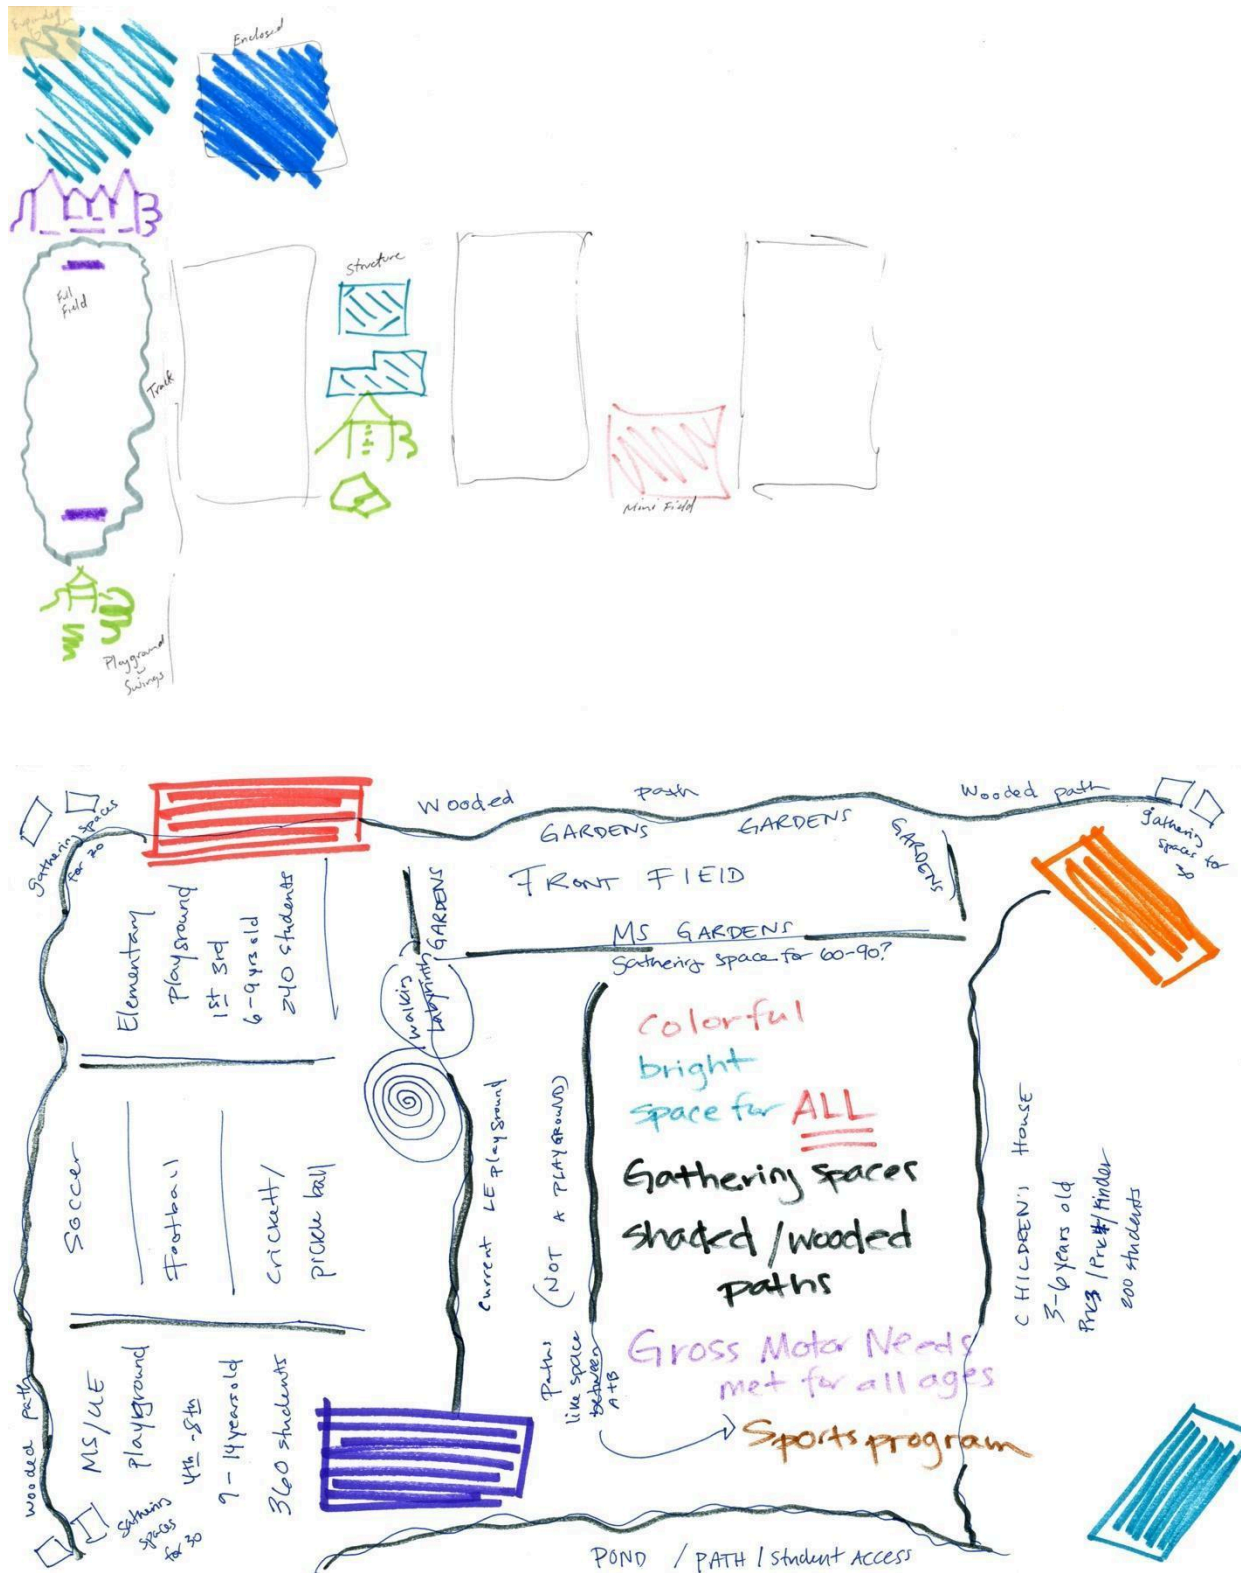 Expanded
Garden
Enclosed
Structure
Full
Field
Track
Mini Field
Playground
w
Swings
Gathering spaces
for 30
Wooded path
Wooded path
gathering
spaces for
30
GARDENS
GARDENS
GARDENS
GARDENS
FRONT FIELD
MS GARDENS
Gathering space for 60-90?
Elementary
Playground
1st 3rd
6-9 yrs old
240 students
walking
labyrinth
Colorful
bright
space for ALL
Gathering spaces
shaded / wooded
paths
Gross Motor Needs
met for all ages
Sports program
Current LE Playground
(NOT A PLAYGROUND)
Paths
like space
between
A+B
CHILDREN'S HOUSE
3-6 years old
PreK3 / PreK4 / Kinder
200 students
Soccer
Football
Crickett/
pickle ball
wooded path
MS/UE
Playground
4th-8th
9-14 years old
360 students
gathering
spaces
for 30
POND / PATH / Student ACCESS